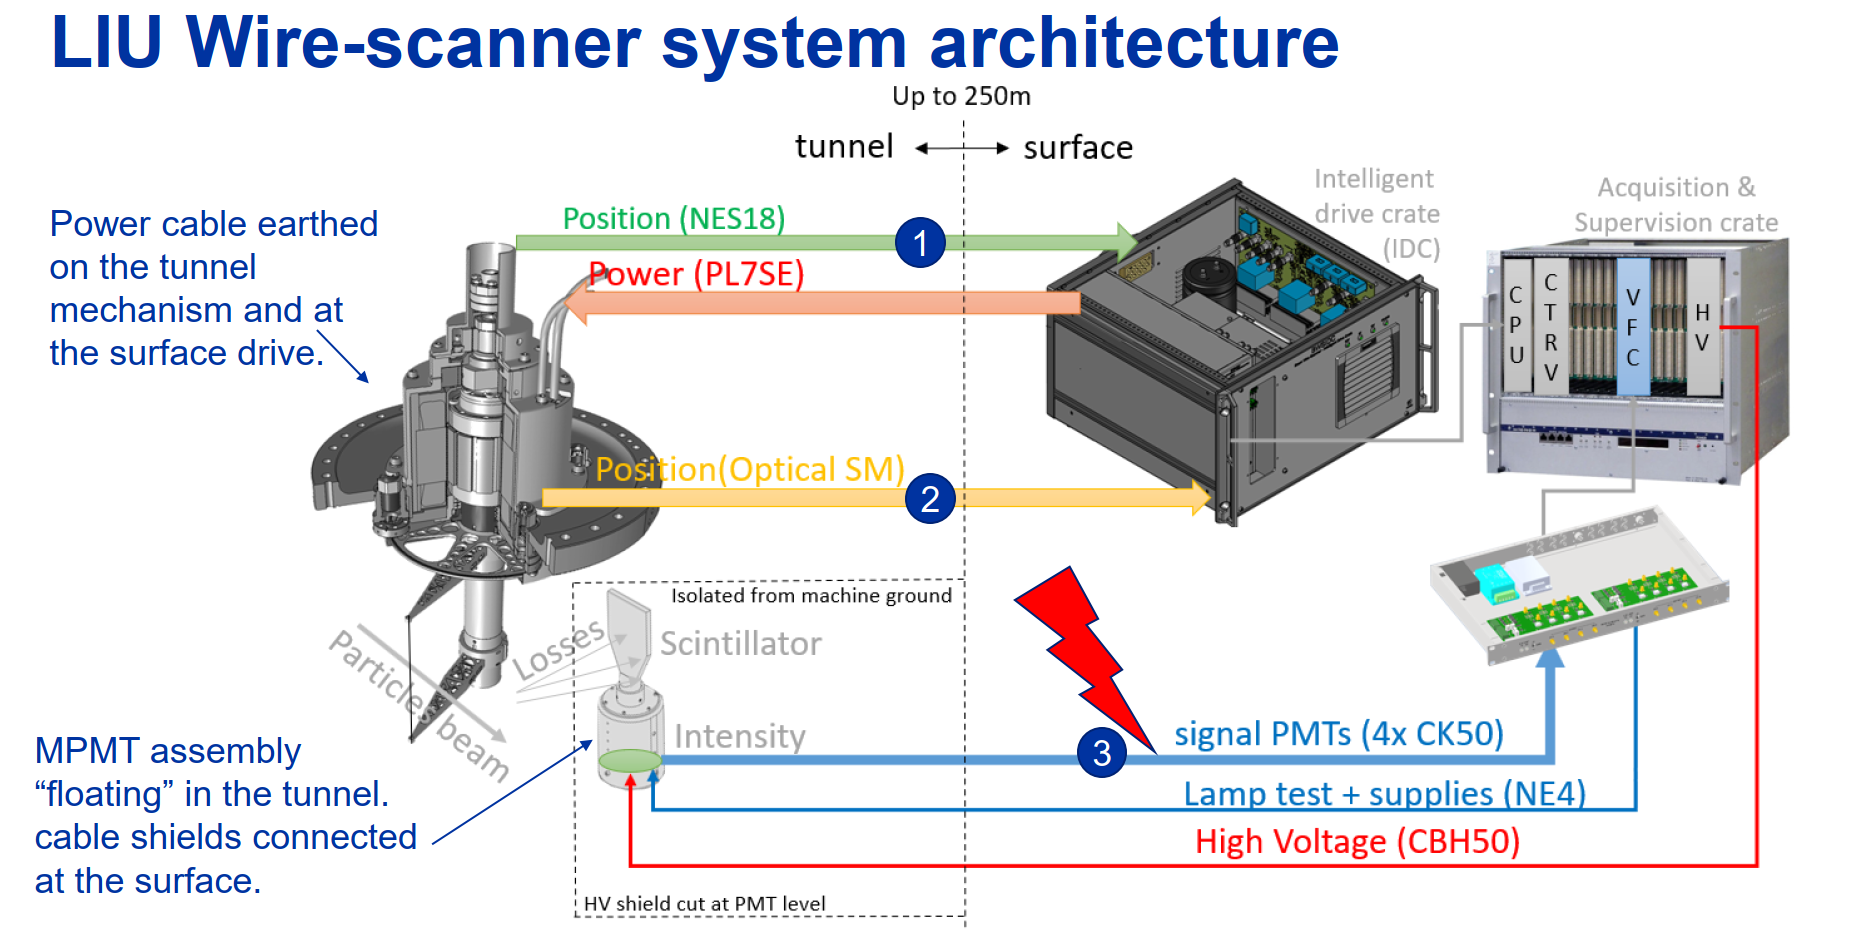 LIU Wire-scanner system architecture
Up to 250m
tunnel
surface
Power cable earthed
on the tunnel
mechanism and at
the surface drive.
Position (NES18)
1
Power (PL7SE)
Intelligent
drive crate
(IDC)
Acquisition &
Supervision crate
CPU
CTRV
VFC
HV
Position(Optical SM)
2
Isolated from machine ground
Scintillator
Losses
Particles beam
Intensity
MPMT assembly
“floating” in the tunnel.
cable shields connected
at the surface.
3
signal PMTs (4x CK50)
Lamp test + supplies (NE4)
High Voltage (CBH50)
HV shield cut at PMT level